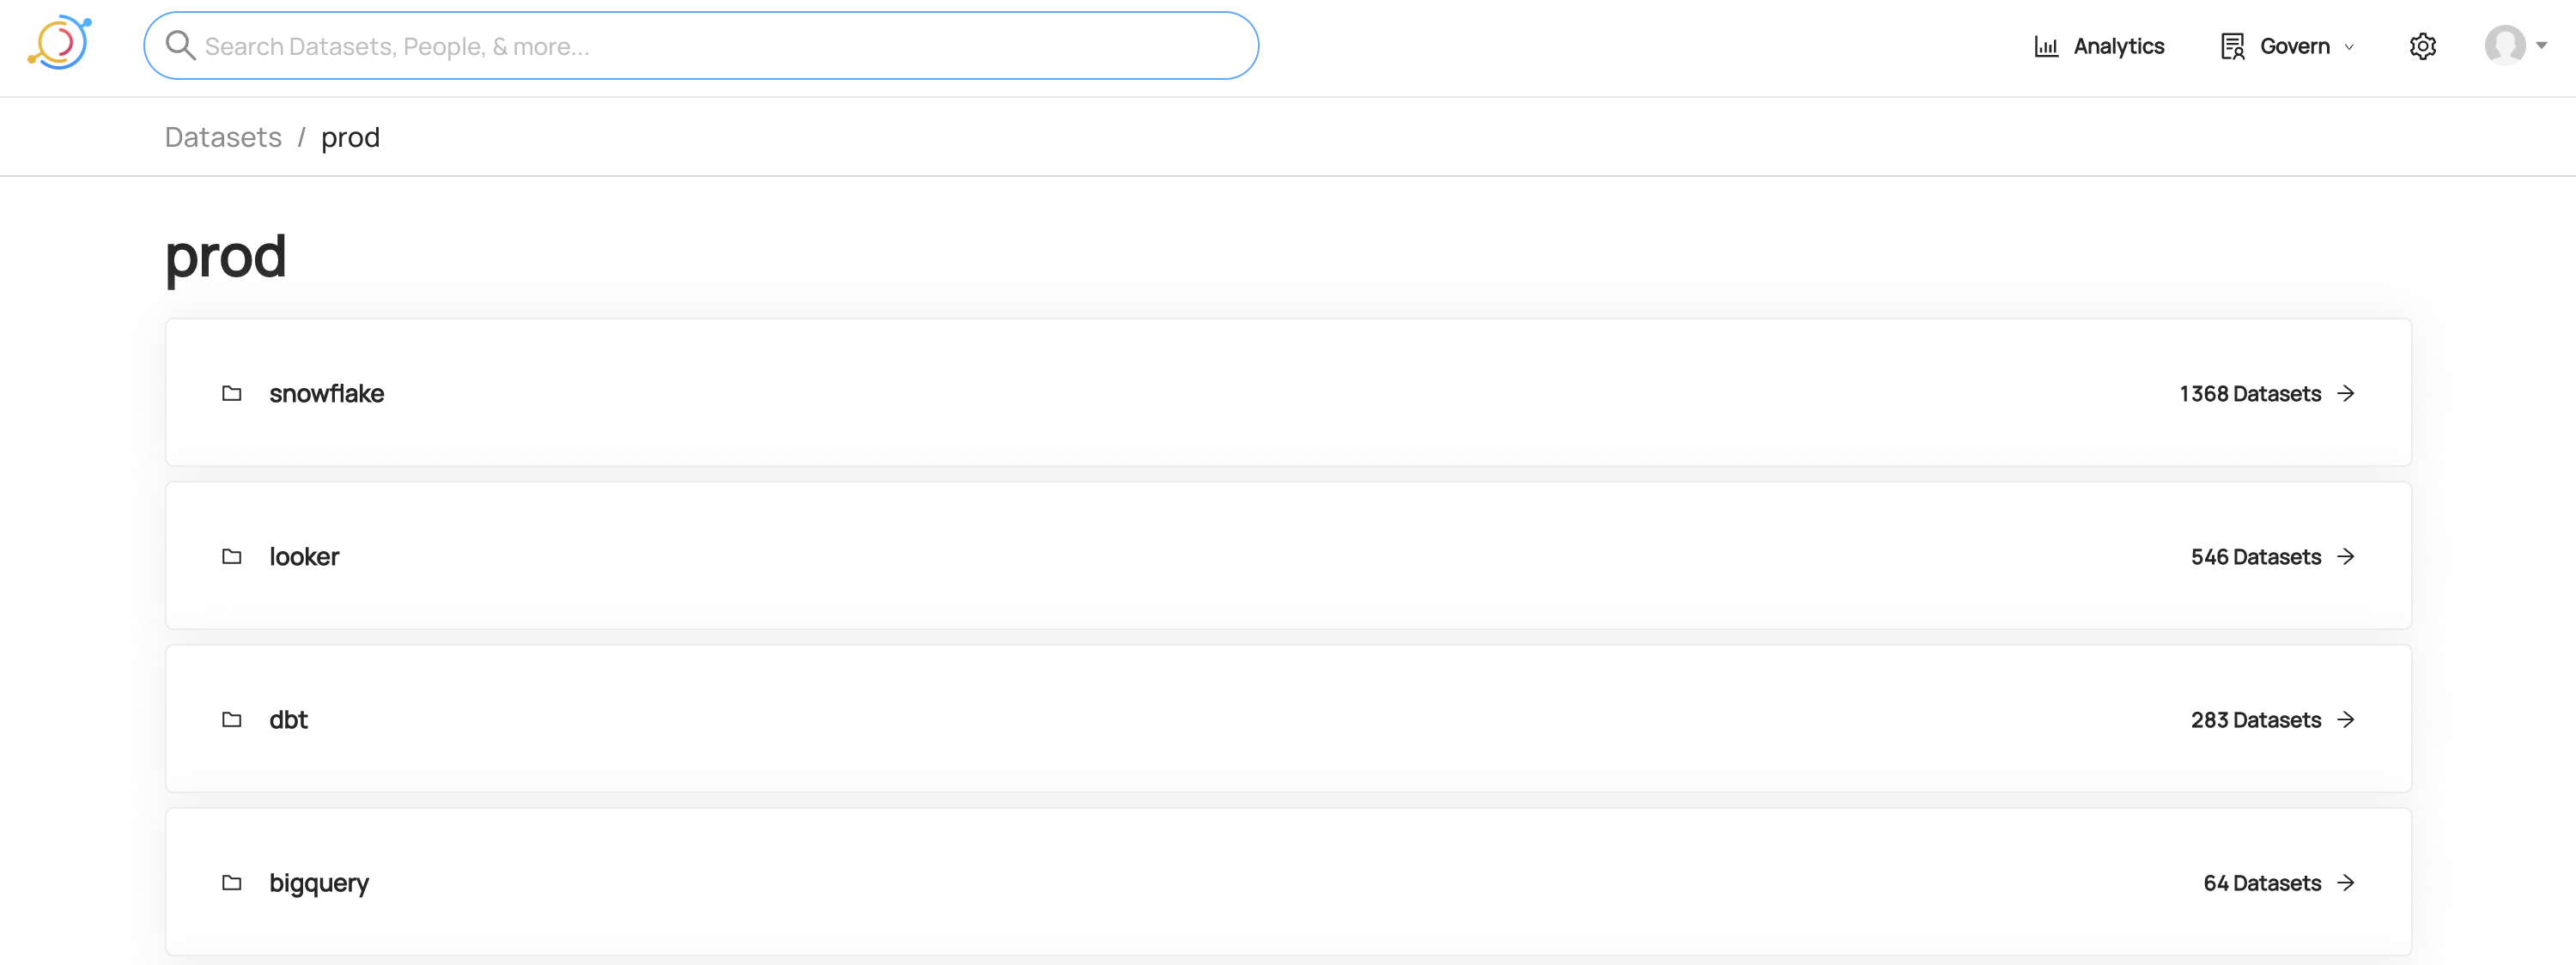 Search Datasets, People, & more...
Analytics
Govern
Datasets / prod
prod
snowflake
1368 Datasets
looker
546 Datasets
dbt
283 Datasets
bigquery
64 Datasets